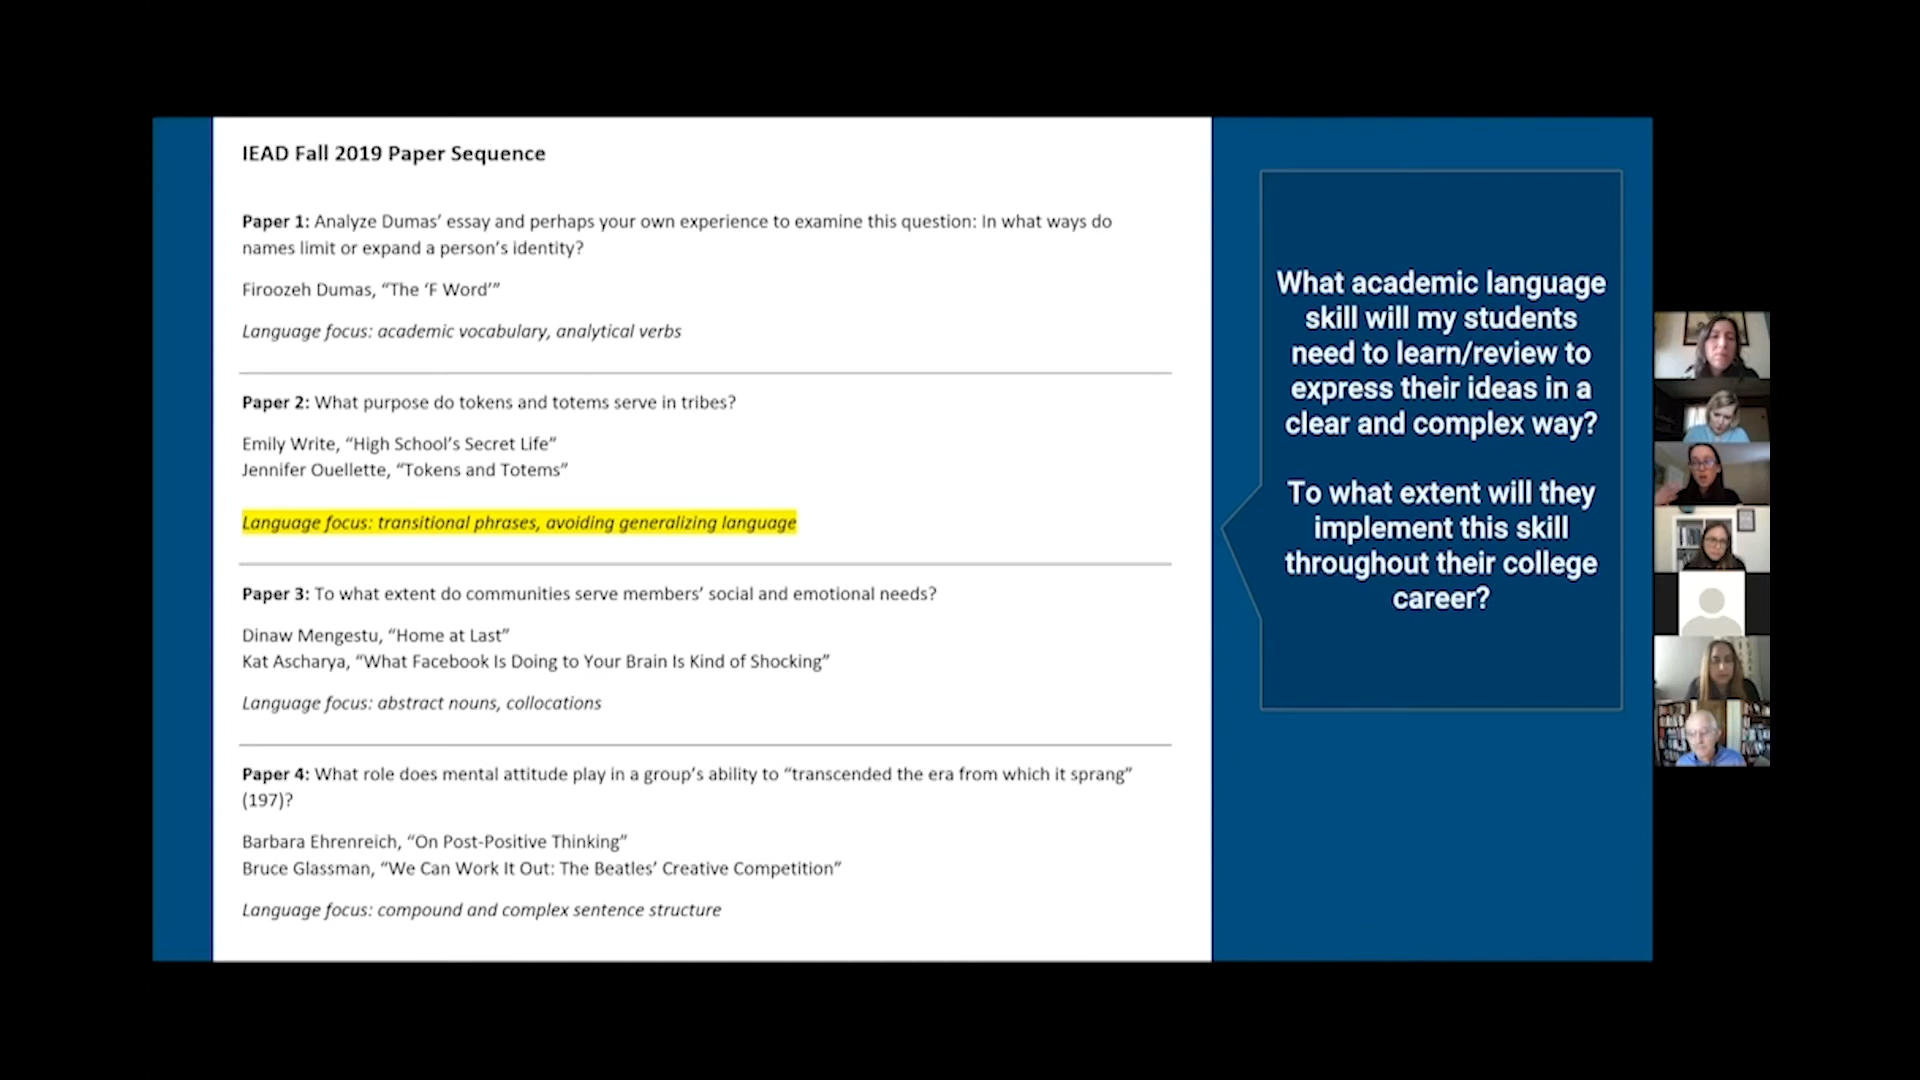 IEAD Fall 2019 Paper Sequence
Paper 1: Analyze Dumas’ essay and perhaps your own experience to examine this question: In what ways do
names limit or expand a person’s identity?
Firoozeh Dumas, “The ‘F Word’”
Language focus: academic vocabulary, analytical verbs
Paper 2: What purpose do tokens and totems serve in tribes?
Emily Write, “High School’s Secret Life”
Jennifer Ouellette, “Tokens and Totems”
Language focus: transitional phrases, avoiding generalizing language
Paper 3: To what extent do communities serve members’ social and emotional needs?
Dinaw Mengestu, “Home at Last”
Kat Ascharya, “What Facebook Is Doing to Your Brain Is Kind of Shocking”
Language focus: abstract nouns, collocations
Paper 4: What role does mental attitude play in a group’s ability to “transcended the era from which it sprang”
(197)?
Barbara Ehrenreich, “On Post-Positive Thinking”
Bruce Glassman, “We Can Work It Out: The Beatles’ Creative Competition”
Language focus: compound and complex sentence structure
What academic language
skill will my students
need to learn/review to
express their ideas in a
clear and complex way?
To what extent will they
implement this skill
throughout their college
career?